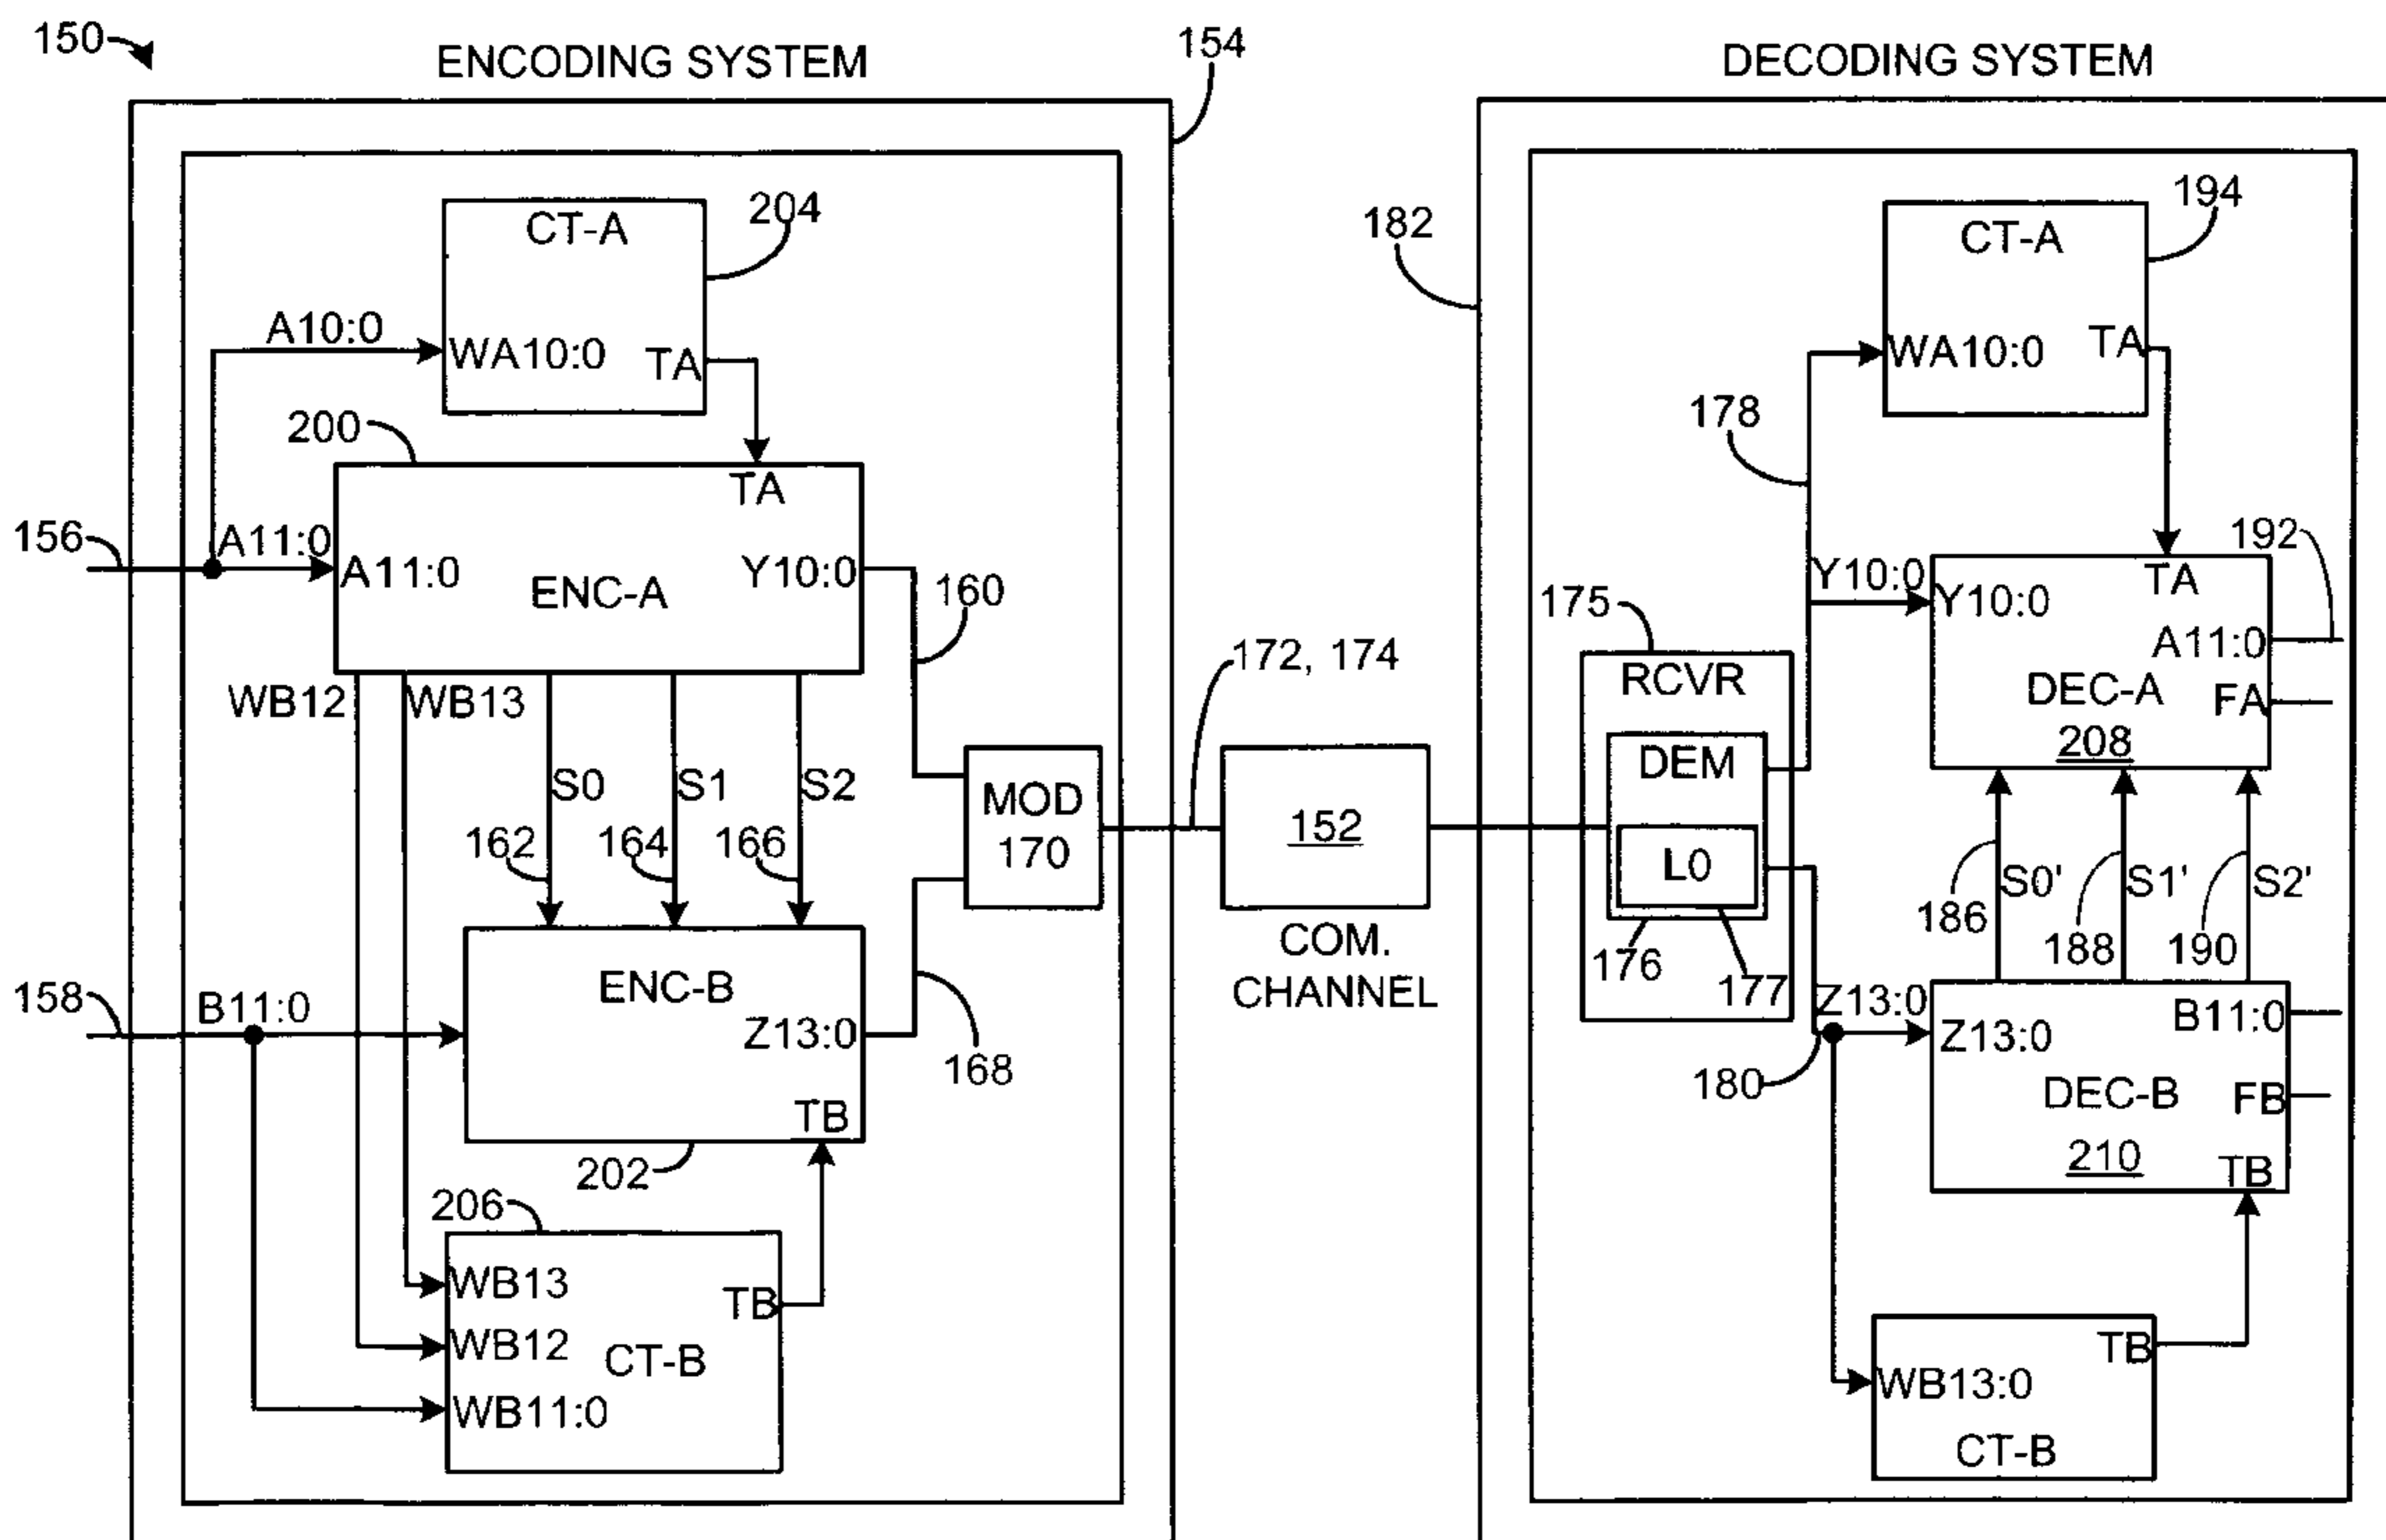 150
ENCODING SYSTEM
154
DECODING SYSTEM
CT-A
204
A10:0
WA10:0
TA
200
TA
156
A11:0
A11:0
Y10:0
ENC-A
160
WB12
WB13
S0
S1
S2
162
164
166
MOD
170
172, 174
152
COM.
CHANNEL
158
B11:0
ENC-B
Z13:0
168
TB
202
206
WB13
TB
WB12
CT-B
WB11:0
182
CT-A
194
WA10:0
TA
178
192
Y10:0
TA
Y10:0
175
A11:0
RCVR
DEC-A
FA
208
DEM
L0
176
177
186
S0'
188
S1'
190
S2'
Z13:0
B11:0
Z13:0
180
DEC-B
FB
210
TB
TB
WB13:0
CT-B